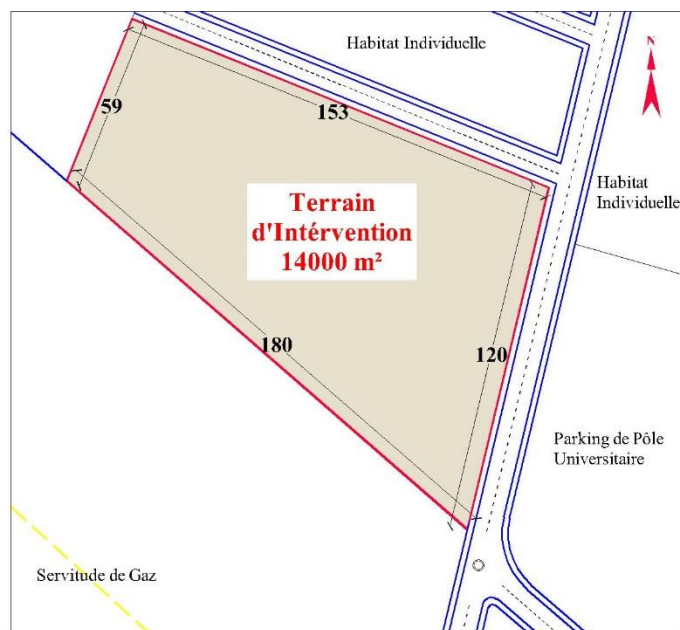 Habitat Individuelle
N
59
153
Habitat
Individuelle
Terrain
d'Intérvention
14000 m²
180
120
Parking de Pôle
Universitaire
Servitude de Gaz